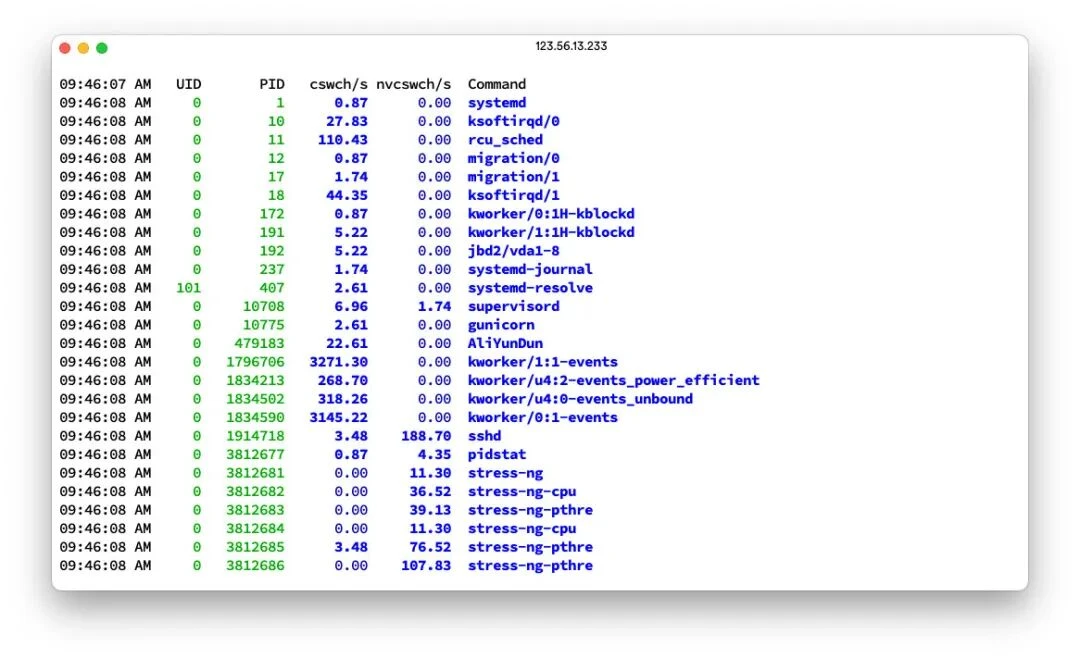 123.56.13.233
09:46:07 AM UID PID cswch/s nvcswch/s Command
09:46:08 AM 0 1 0.87 0.00 systemd
09:46:08 AM 0 10 27.83 0.00 ksoftirqd/0
09:46:08 AM 0 11 110.43 0.00 rcu_sched
09:46:08 AM 0 12 0.87 0.00 migration/0
09:46:08 AM 0 17 1.74 0.00 migration/1
09:46:08 AM 0 18 44.35 0.00 ksoftirqd/1
09:46:08 AM 0 172 0.87 0.00 kworker/0:1H-kblockd
09:46:08 AM 0 191 5.22 0.00 kworker/1:1H-kblockd
09:46:08 AM 0 192 5.22 0.00 jbd2/vda1-8
09:46:08 AM 0 237 1.74 0.00 systemd-journal
09:46:08 AM 101 407 2.61 0.00 systemd-resolve
09:46:08 AM 0 10708 6.96 1.74 supervisord
09:46:08 AM 0 10775 2.61 0.00 gunicorn
09:46:08 AM 0 479183 22.61 0.00 AliYunDun
09:46:08 AM 0 1796706 3271.30 0.00 kworker/1:1-events
09:46:08 AM 0 1834213 268.70 0.00 kworker/u4:2-events_power_efficient
09:46:08 AM 0 1834502 318.26 0.00 kworker/u4:0-events_unbound
09:46:08 AM 0 1834590 3145.22 0.00 kworker/0:1-events
09:46:08 AM 0 1914718 3.48 188.70 sshd
09:46:08 AM 0 3812677 0.87 4.35 pidstat
09:46:08 AM 0 3812681 0.00 11.30 stress-ng
09:46:08 AM 0 3812682 0.00 36.52 stress-ng-cpu
09:46:08 AM 0 3812683 0.00 39.13 stress-ng-pthre
09:46:08 AM 0 3812684 0.00 11.30 stress-ng-cpu
09:46:08 AM 0 3812685 3.48 76.52 stress-ng-pthre
09:46:08 AM 0 3812686 0.00 107.83 stress-ng-pthre